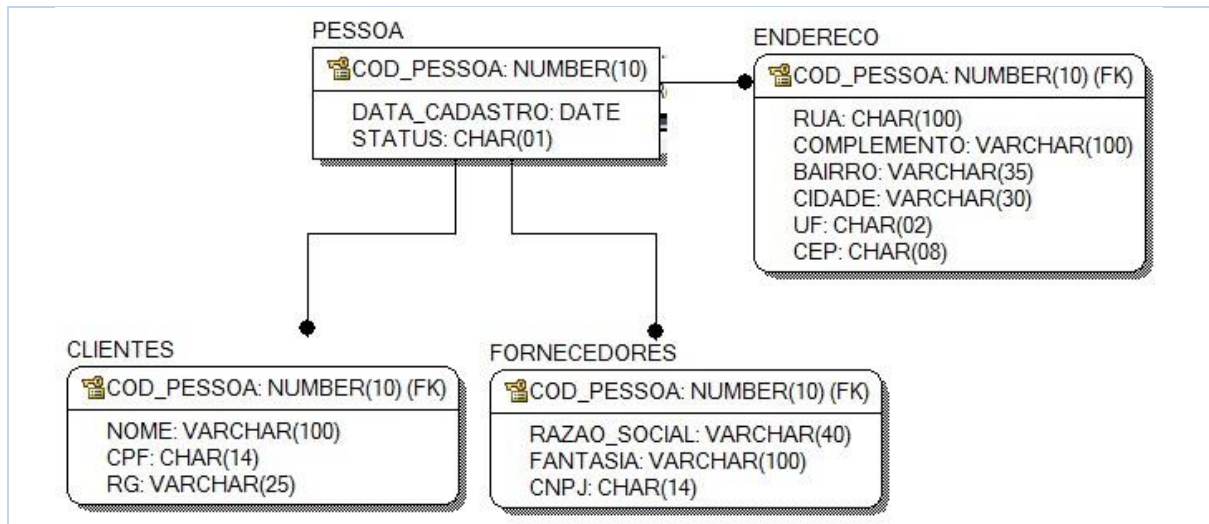 PESSOA
COD_PESSOA: NUMBER(10)
DATA_CADASTRO: DATE
STATUS: CHAR(01)
ENDERECO
COD_PESSOA: NUMBER(10) (FK)
RUA: CHAR(100)
COMPLEMENTO: VARCHAR(100)
BAIRRO: VARCHAR(35)
CIDADE: VARCHAR(30)
UF: CHAR(02)
CEP: CHAR(08)
CLIENTES
COD_PESSOA: NUMBER(10) (FK)
NOME: VARCHAR(100)
CPF: CHAR(14)
RG: VARCHAR(25)
FORNECEDORES
COD_PESSOA: NUMBER(10) (FK)
RAZAO_SOCIAL: VARCHAR(40)
FANTASIA: VARCHAR(100)
CNPJ: CHAR(14)